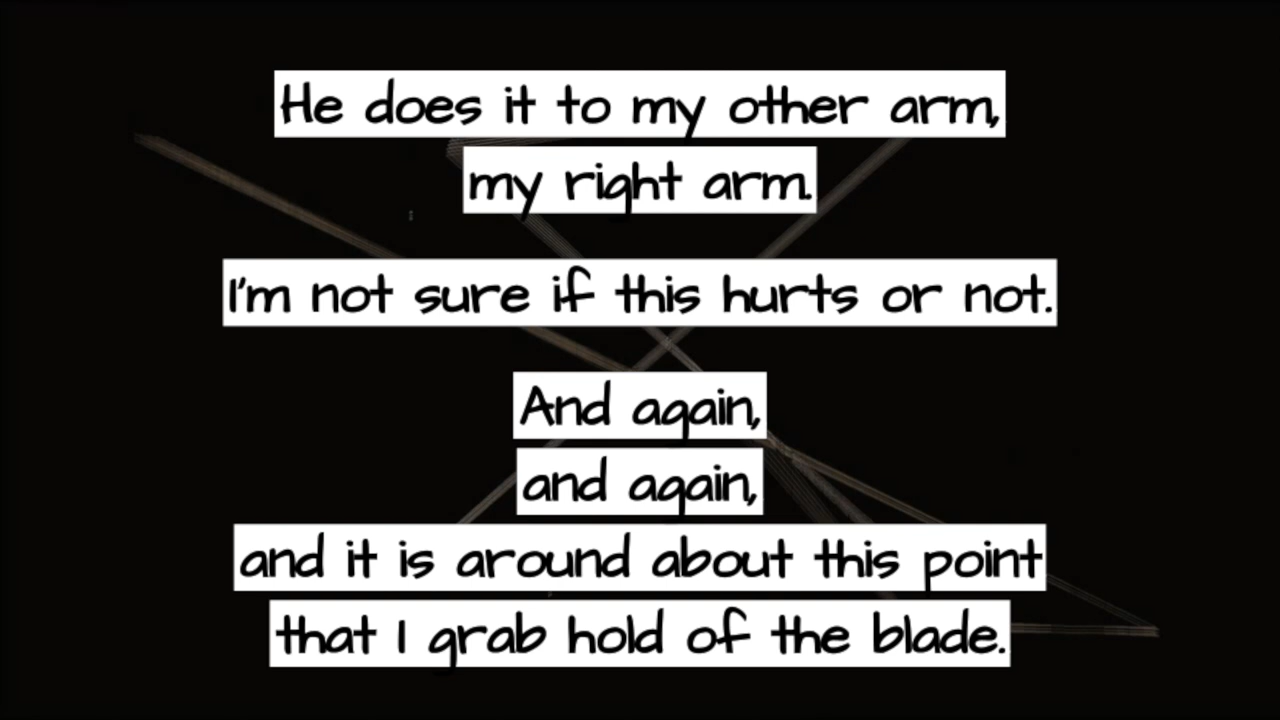 He does it to my other arm,
my right arm.
I'm not sure if this hurts or not.
And again,
and again,
and it is around about this point
that I grab hold of the blade.